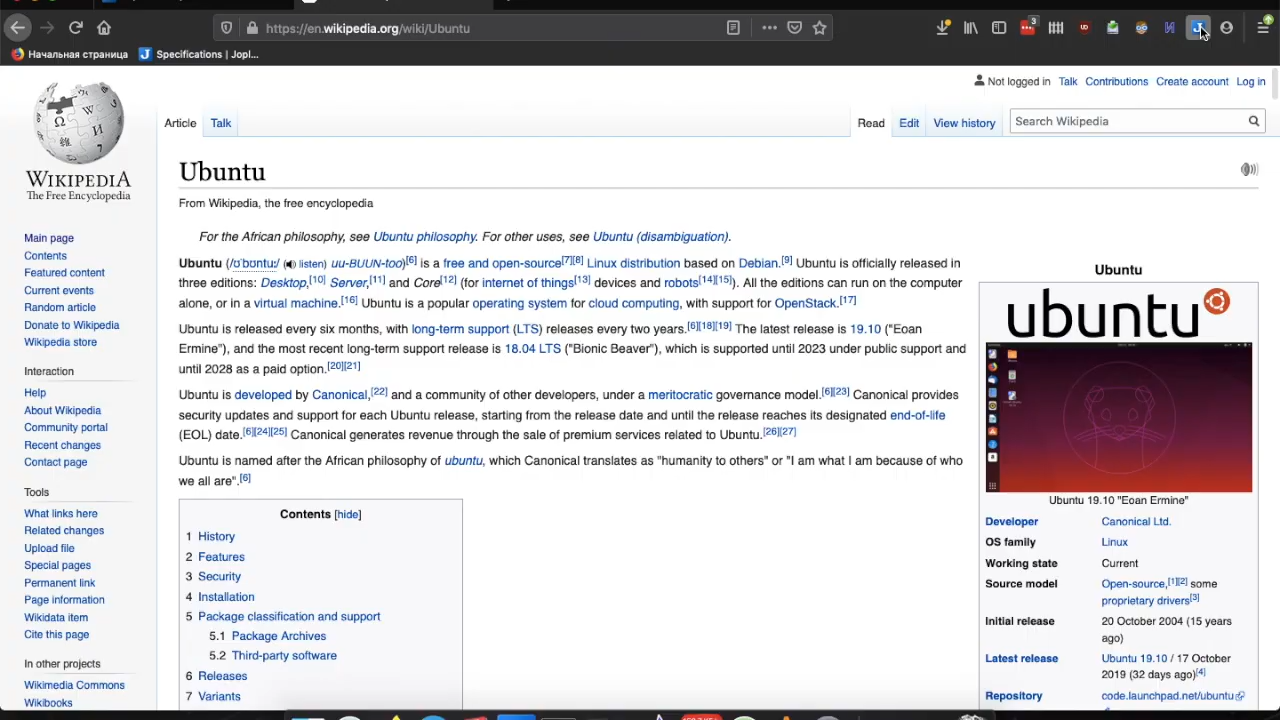 https://en.wikipedia.org/wiki/Ubuntu
3
Начальная страница
Specifications | Jopl...
Not logged in Talk Contributions Create account Log in
Article Talk
Read Edit View history
Search Wikipedia
WIKIPEDIA
The Free Encyclopedia
Main page
Contents
Featured content
Current events
Random article
Donate to Wikipedia
Wikipedia store
Interaction
Help
About Wikipedia
Community portal
Recent changes
Contact page
Tools
What links here
Related changes
Upload file
Special pages
Permanent link
Page information
Wikidata item
Cite this page
In other projects
Wikimedia Commons
Wikibooks
Ubuntu
From Wikipedia, the free encyclopedia
For the African philosophy, see Ubuntu philosophy. For other uses, see Ubuntu (disambiguation).
Ubuntu (/ʊˈbʊntuː/ (listen) uu-BUUN-too)[6] is a free and open-source[7][8] Linux distribution based on Debian.[9] Ubuntu is officially released in
three editions: Desktop,[10] Server,[11] and Core[12] (for internet of things[13] devices and robots[14][15]). All the editions can run on the computer
alone, or in a virtual machine.[16] Ubuntu is a popular operating system for cloud computing, with support for OpenStack.[17]
Ubuntu is released every six months, with long-term support (LTS) releases every two years.[6][18][19] The latest release is 19.10 ("Eoan
Ermine"), and the most recent long-term support release is 18.04 LTS ("Bionic Beaver"), which is supported until 2023 under public support and
until 2028 as a paid option.[20][21]
Ubuntu is developed by Canonical,[22] and a community of other developers, under a meritocratic governance model.[6][23] Canonical provides
security updates and support for each Ubuntu release, starting from the release date and until the release reaches its designated end-of-life
(EOL) date.[6][24][25] Canonical generates revenue through the sale of premium services related to Ubuntu.[26][27]
Ubuntu is named after the African philosophy of ubuntu, which Canonical translates as "humanity to others" or "I am what I am because of who
we all are".[6]
Contents [hide]
1 History
2 Features
3 Security
4 Installation
5 Package classification and support
5.1 Package Archives
5.2 Third-party software
6 Releases
7 Variants
Ubuntu
ubuntu
Ubuntu 19.10 "Eoan Ermine"
Developer Canonical Ltd.
OS family Linux
Working state Current
Source model Open-source,[1][2] some
proprietary drivers[3]
Initial release 20 October 2004 (15 years
ago)
Latest release Ubuntu 19.10 / 17 October
2019 (32 days ago)[4]
Repository code.launchpad.net/ubuntu